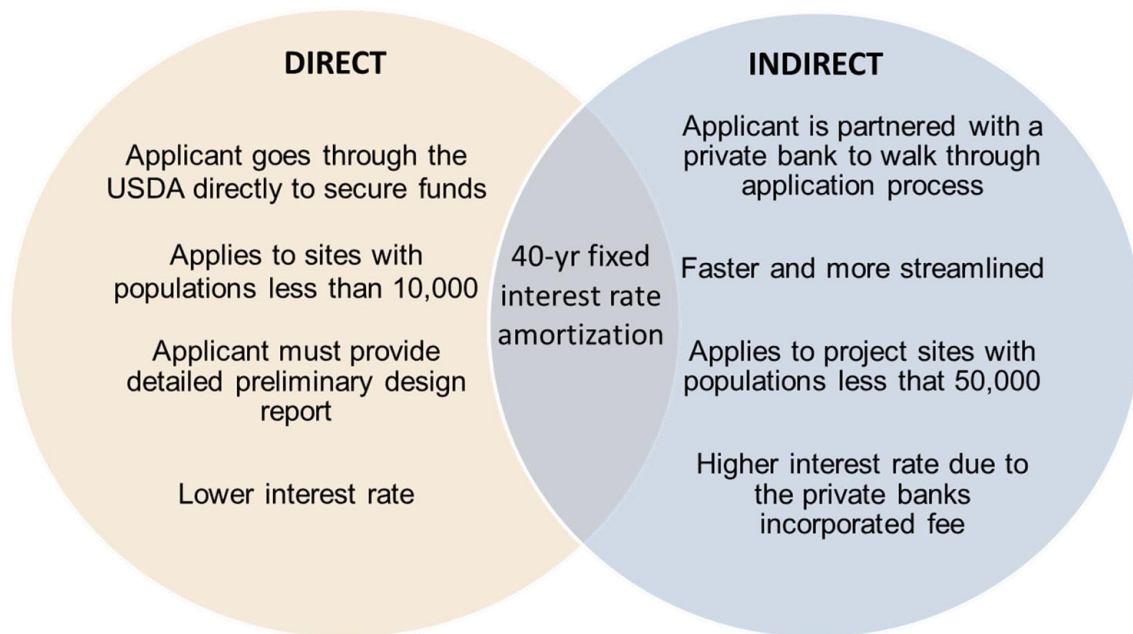 DIRECT
Applicant goes through the
USDA directly to secure funds
Applies to sites with
populations less than 10,000
Applicant must provide
detailed preliminary design
report
Lower interest rate
40-yr fixed
interest rate
amortization
INDIRECT
Applicant is partnered with a
private bank to walk through
application process
Faster and more streamlined
Applies to project sites with
populations less that 50,000
Higher interest rate due to
the private banks
incorporated fee